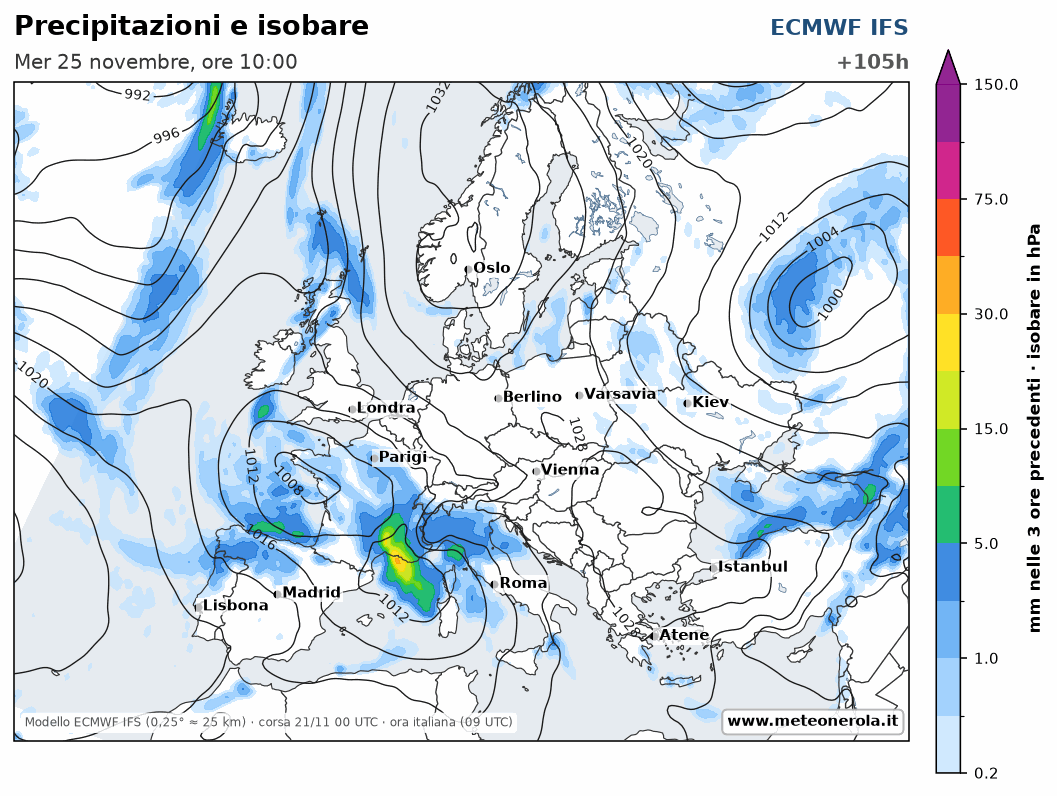 Precipitazioni e isobare
ECMWF IFS
Mer 25 novembre, ore 10:00
+105h
992
996
1032
1020
1012
1004
1000
Oslo
1020
Londra
Berlino
Varsavia
Kiev
1028
Parigi
Vienna
1012
1008
1016
Madrid
Lisbona
1012
Roma
Istanbul
Atene
Modello ECMWF IFS (0,25° ≈ 25 km) · corsa 21/11 00 UTC · ora italiana (09 UTC)
www.meteonerola.it
150.0
75.0
30.0
15.0
5.0
1.0
0.2
mm nelle 3 ore precedenti · isobare in hPa